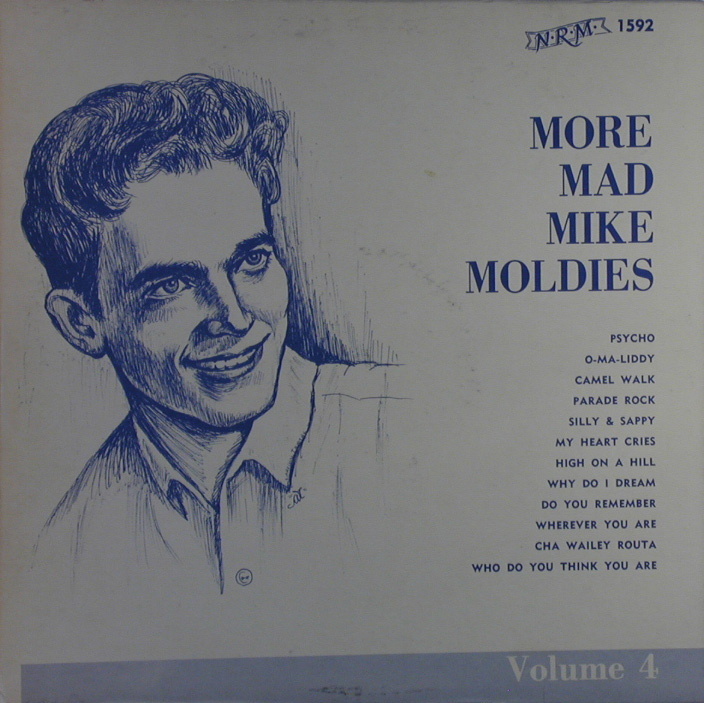 N·R·M· 1592
MORE
MAD
MIKE
MOLDIES
PSYCHO
O-MA-LIDDY
CAMEL WALK
PARADE ROCK
SILLY & SAPPY
MY HEART CRIES
HIGH ON A HILL
WHY DO I DREAM
DO YOU REMEMBER
WHEREVER YOU ARE
CHA WAILEY ROUTA
WHO DO YOU THINK YOU ARE
Volume 4